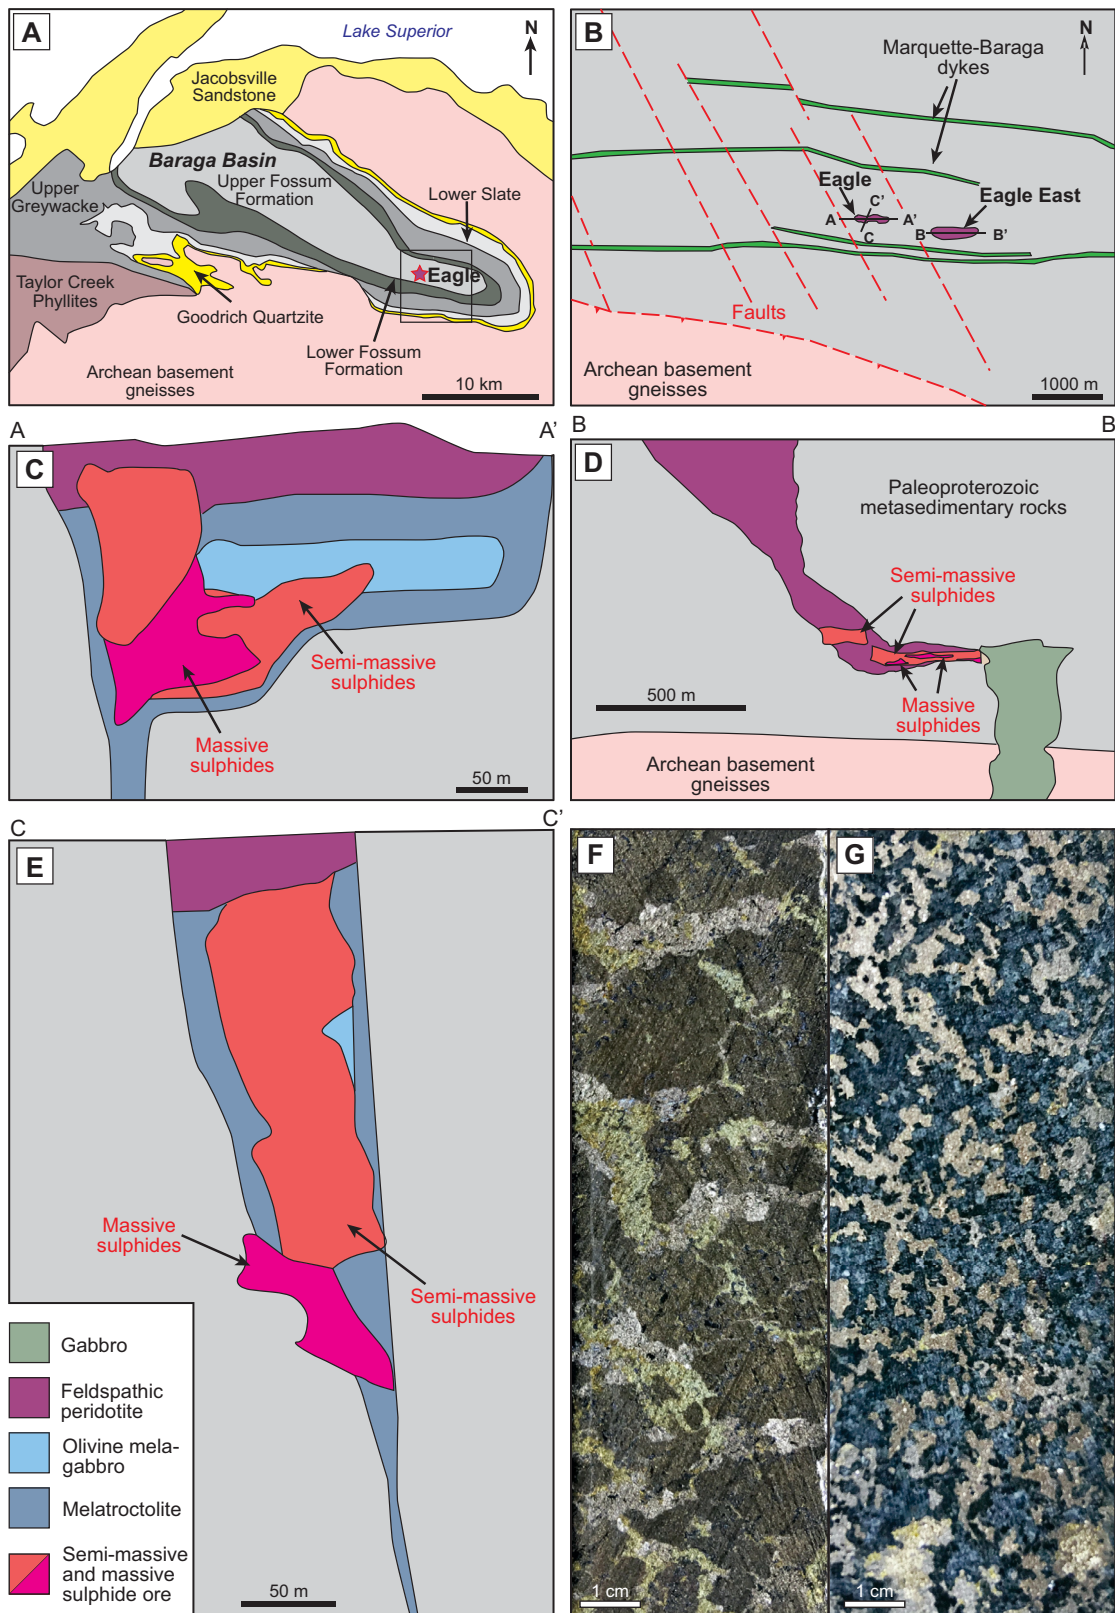 A
Lake Superior
N
Jacobsville
Sandstone
Baraga Basin
Upper Fossum
Formation
Upper
Greywacke
Lower Slate
Eagle
Taylor Creek
Phyllites
Goodrich Quartzite
Lower Fossum
Formation
Archean basement
gneisses
10 km
B
Marquette-Baraga
dykes
N
Eagle
C'
Eagle East
A
A'
C
B
B'
Faults
Archean basement
gneisses
1000 m
A
A'
C
Semi-massive
sulphides
Massive
sulphides
50 m
B
B
D
Paleoproterozoic
metasedimentary rocks
Semi-massive
sulphides
500 m
Massive
sulphides
Archean basement
gneisses
C
C'
E
Massive
sulphides
Semi-massive
sulphides
Gabbro
Feldspathic
peridotite
Olivine mela-
gabbro
Melatroctolite
Semi-massive
and massive
sulphide ore
50 m
F
1 cm
G
1 cm